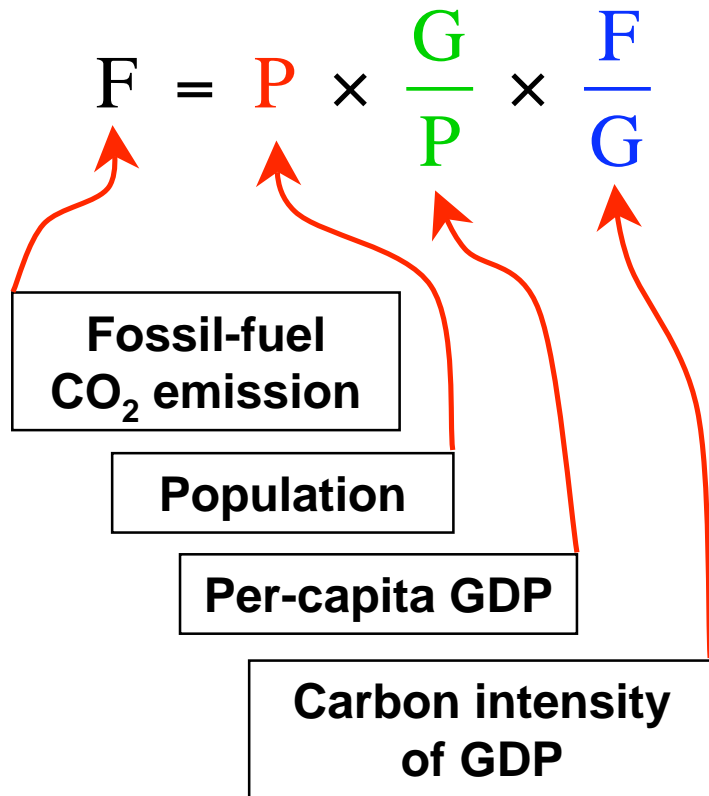 F = P × G/P × F/G
Fossil-fuel
CO₂ emission
Population
Per-capita GDP
Carbon intensity
of GDP